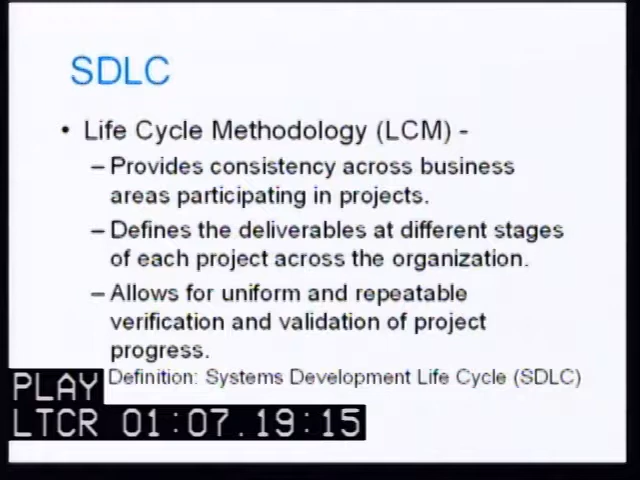 SDLC
• Life Cycle Methodology (LCM) -
– Provides consistency across business
areas participating in projects.
– Defines the deliverables at different stages
of each project across the organization.
– Allows for uniform and repeatable
verification and validation of project
progress.
Definition: Systems Development Life Cycle (SDLC)
PLAY
LTCR 01:07.19:15